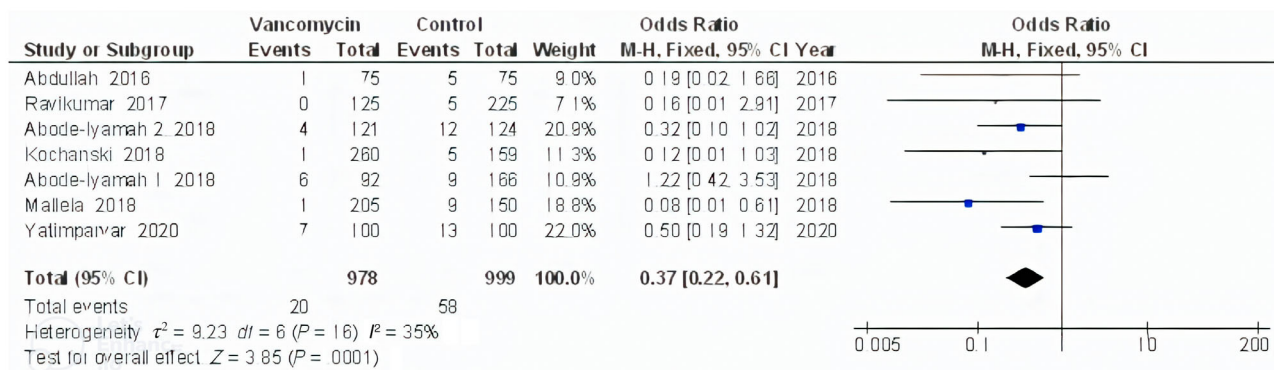 Vancomycin Control Odds Ratio Odds Ratio
Study or Subgroup Events Total Events Total Weight M-H, Fixed, 95% CI Year M-H, Fixed, 95% CI
Abdullah 2016 1 75 5 75 9.0% 0.19 [0.02 1.66] 2016
Ravikumar 2017 0 125 5 225 7.1% 0.16 [0.01 2.91] 2017
Abode-Iyamah 2 2018 4 121 12 124 20.9% 0.32 [0.10 1.02] 2018
Kochanski 2018 1 260 5 159 11.3% 0.12 [0.01 1.03] 2018
Abode-Iyamah 1 2018 6 92 9 166 10.9% 1.22 [0.42 3.53] 2018
Mallela 2018 1 205 9 150 18.8% 0.08 [0.01 0.61] 2018
Yatimparvar 2020 7 100 13 100 22.0% 0.50 [0.19 1.32] 2020
Total (95% CI) 978 999 100.0% 0.37 [0.22, 0.61]
Total events 20 58
Heterogeneity τ² = 9.23 df = 6 (P = 16) I² = 35%
Test for overall effect Z = 3.85 (P = .0001)
0.005 0.1 1 10 200